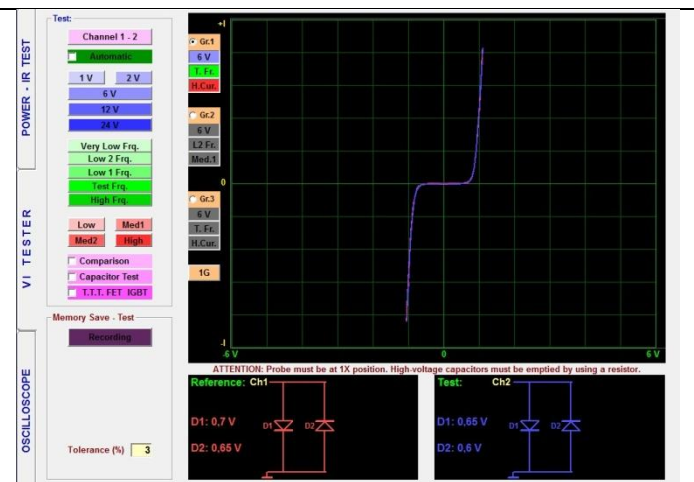 POWER - IR TEST
VI TESTER
OSCILLOSCOPE
Test:
Channel 1 - 2
Automatic
1 V 2 V
6 V
12 V
24 V
Very Low Frq.
Low 2 Frq.
Low 1 Frq.
Test Frq.
High Frq.
Low Med1
Med2 High
Comparison
Capacitor Test
T.T.T. FET IGBT
Memory Save - Test
Recording
Tolerance (%) 3
+I
Gr.1
6 V
T. Fr.
H.Cur.
Gr.2
6 V
L2 Fr.
Med.1
0
Gr.3
6 V
T. Fr.
H.Cur.
1G
-I
-6 V 0 6 V
ATTENTION: Probe must be at 1X position. High-voltage capacitors must be emptied by using a resistor.
Reference: Ch1
D1: 0,7 V D1 D2
D2: 0,65 V
Test: Ch2
D1: 0,65 V D1 D2
D2: 0,6 V